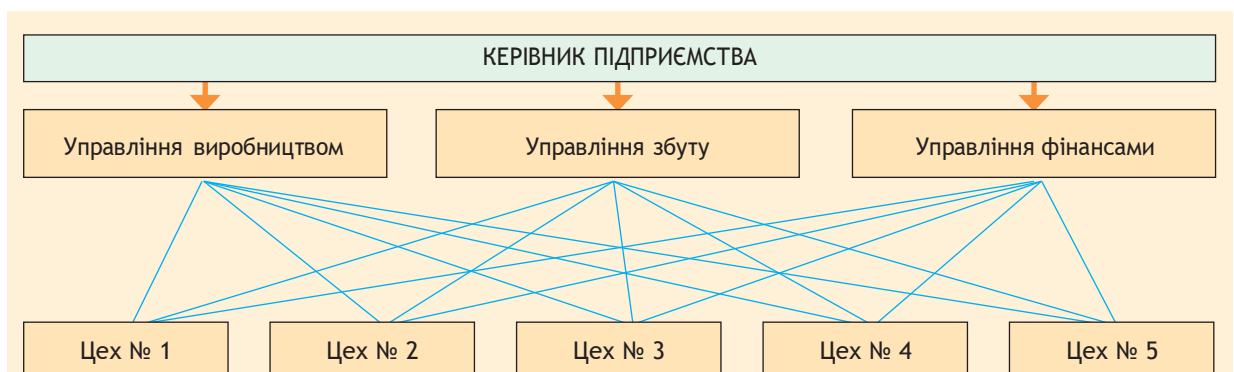 КЕРІВНИК ПІДПРИЄМСТВА
Управління виробництвом
Управління збуту
Управління фінансами
Цех № 1
Цех № 2
Цех № 3
Цех № 4
Цех № 5